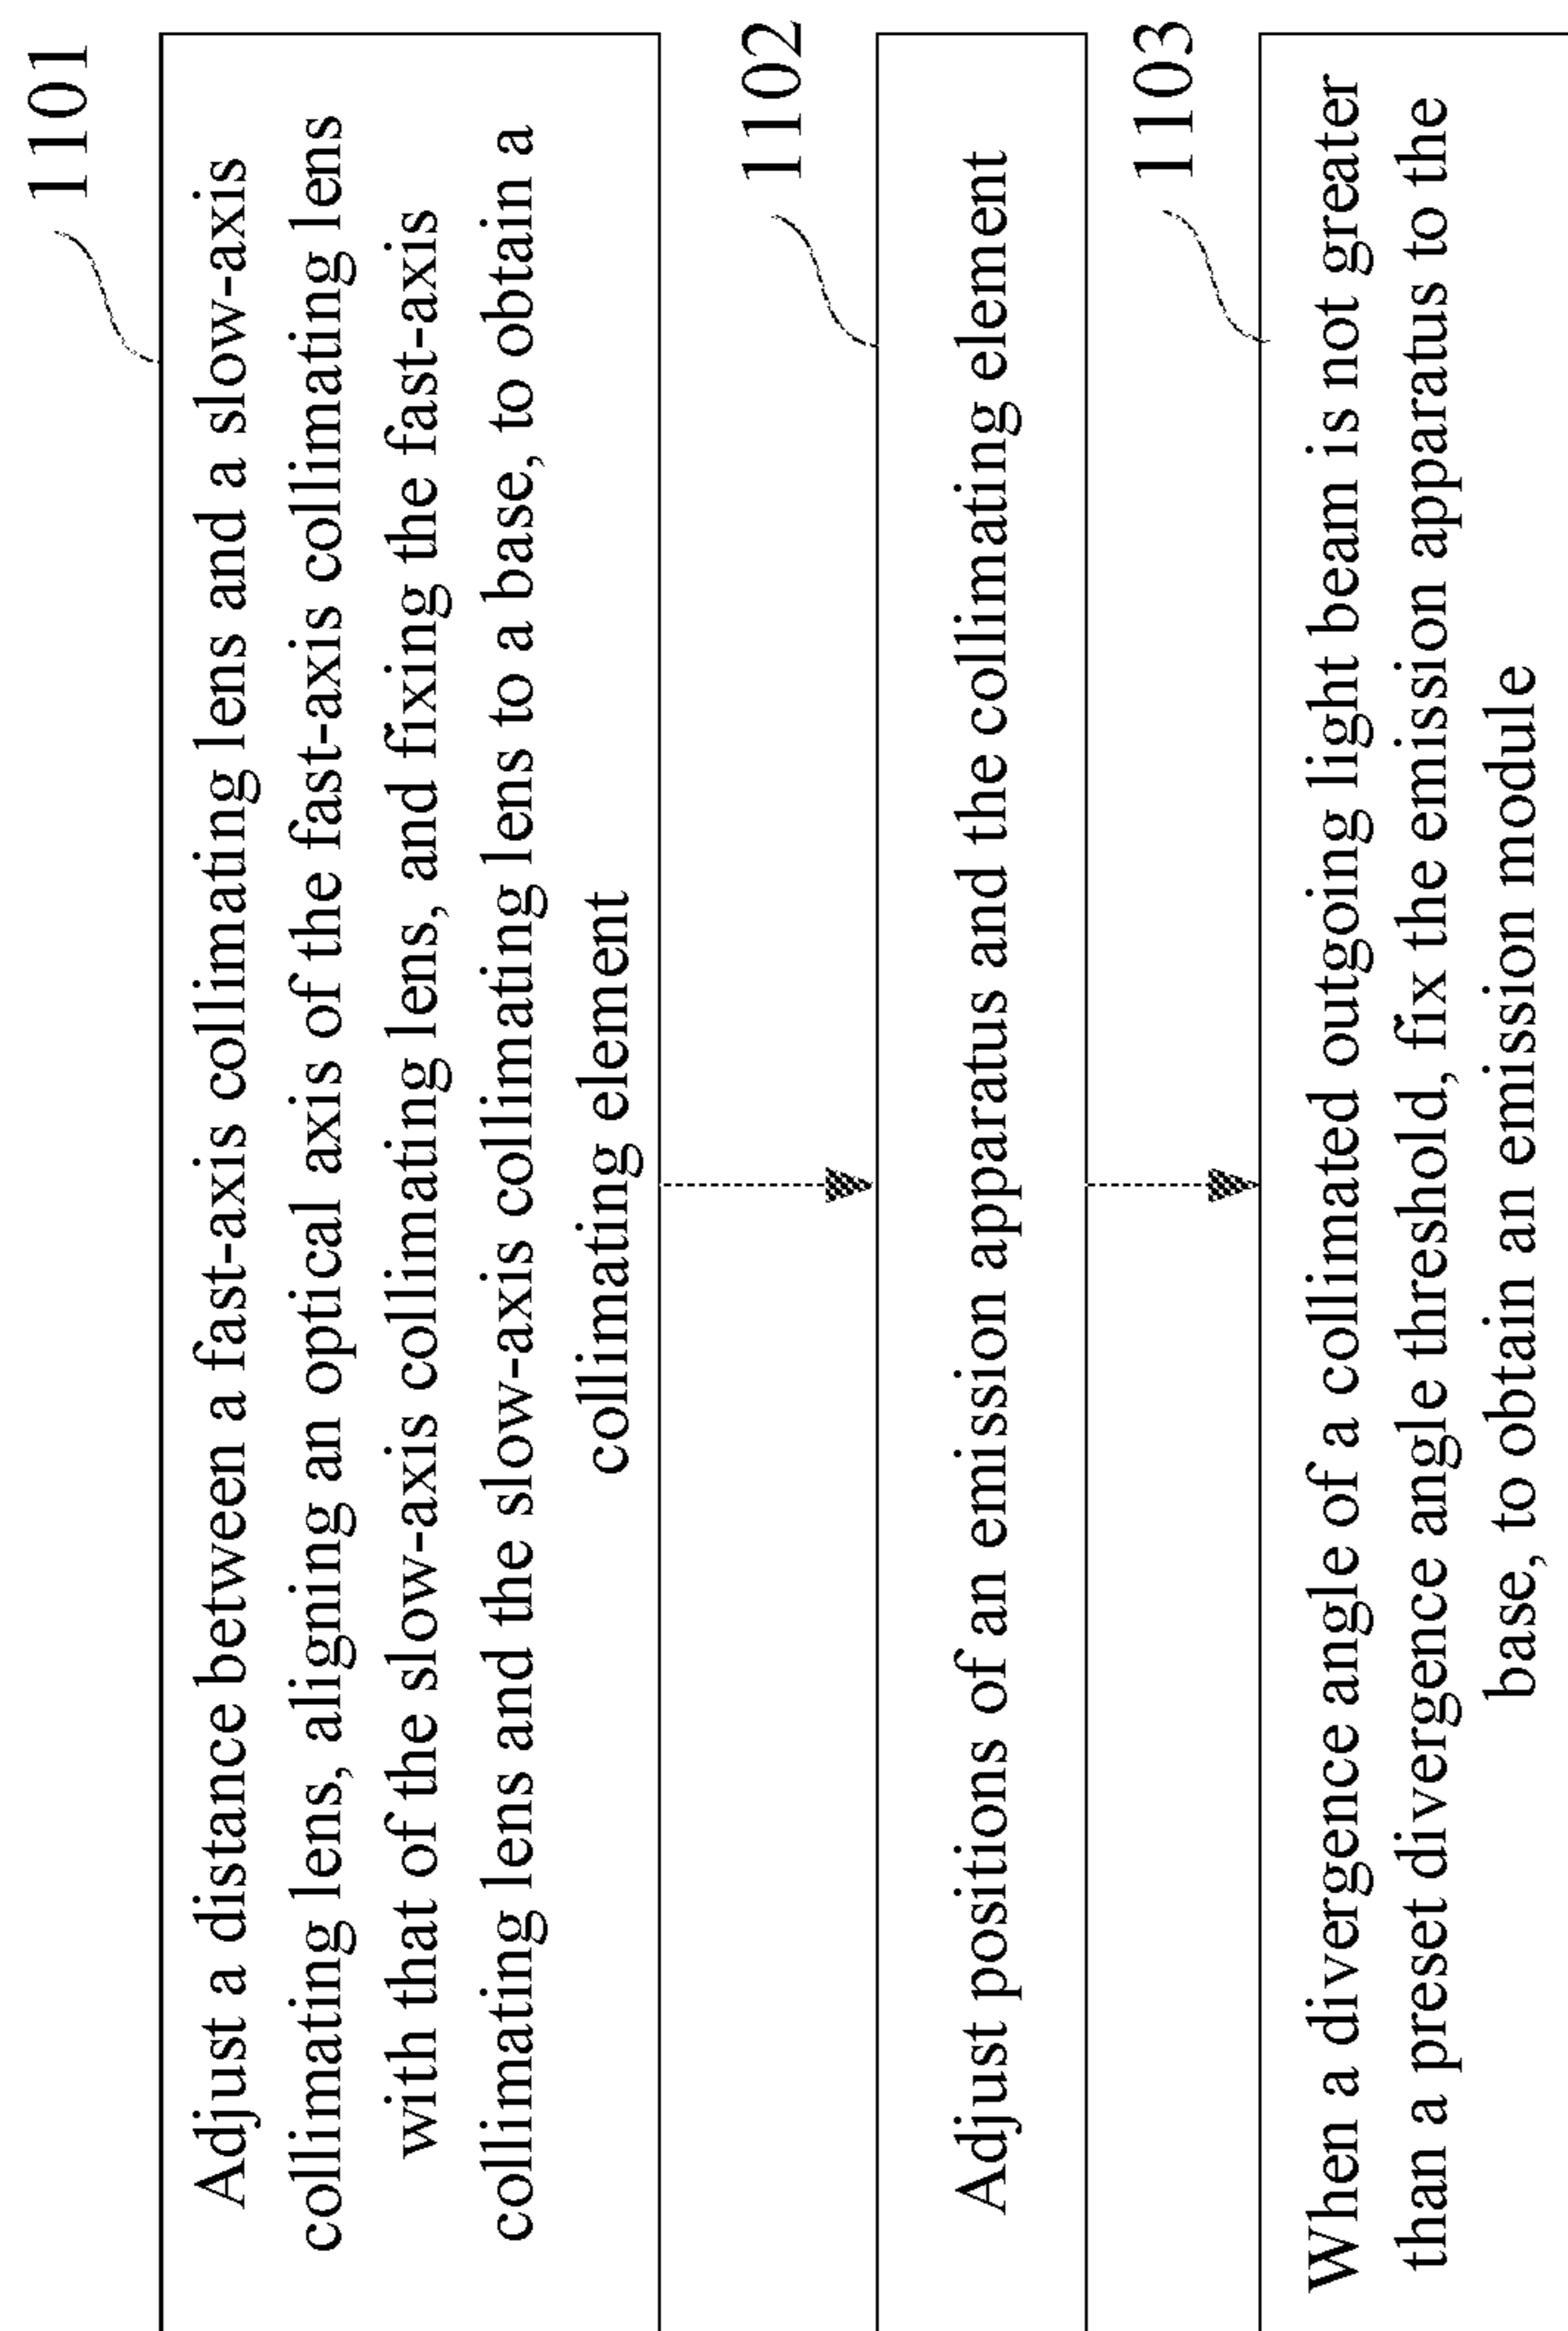 1101
Adjust a distance between a fast-axis collimating lens and a slow-axis
collimating lens, aligning an optical axis of the fast-axis collimating lens
with that of the slow-axis collimating lens, and fixing the fast-axis
collimating lens and the slow-axis collimating lens to a base, to obtain a
collimating element
1102
Adjust positions of an emission apparatus and the collimating element
1103
When a divergence angle of a collimated outgoing light beam is not greater
than a preset divergence angle threshold, fix the emission apparatus to the
base, to obtain an emission module